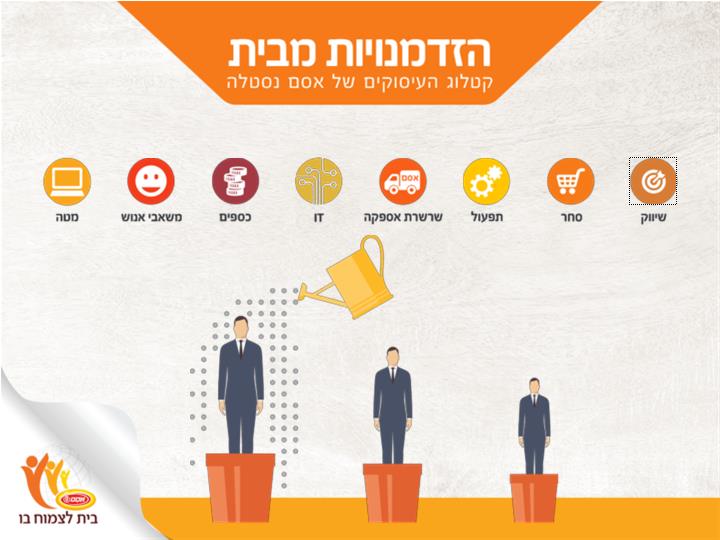 הזדמנויות מבית
קטלוג העיסוקים של אסם נסטלה
שיווק
סחר
תפעול
אסם
שרשרת אספקה
IT
כספים
משאבי אנוש
מטה
אסם
בית לצמוח בו